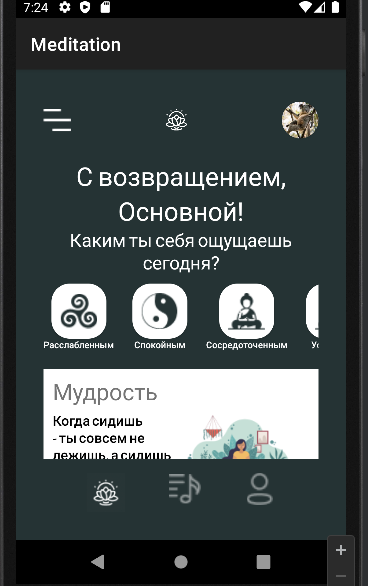 7:24
Meditation
С возвращением,
Основной!
Каким ты себя ощущаешь
сегодня?
Расслабленным Спокойным Сосредоточенным
Мудрость
Когда сидишь
- ты совсем не
лежишь, а сидишь